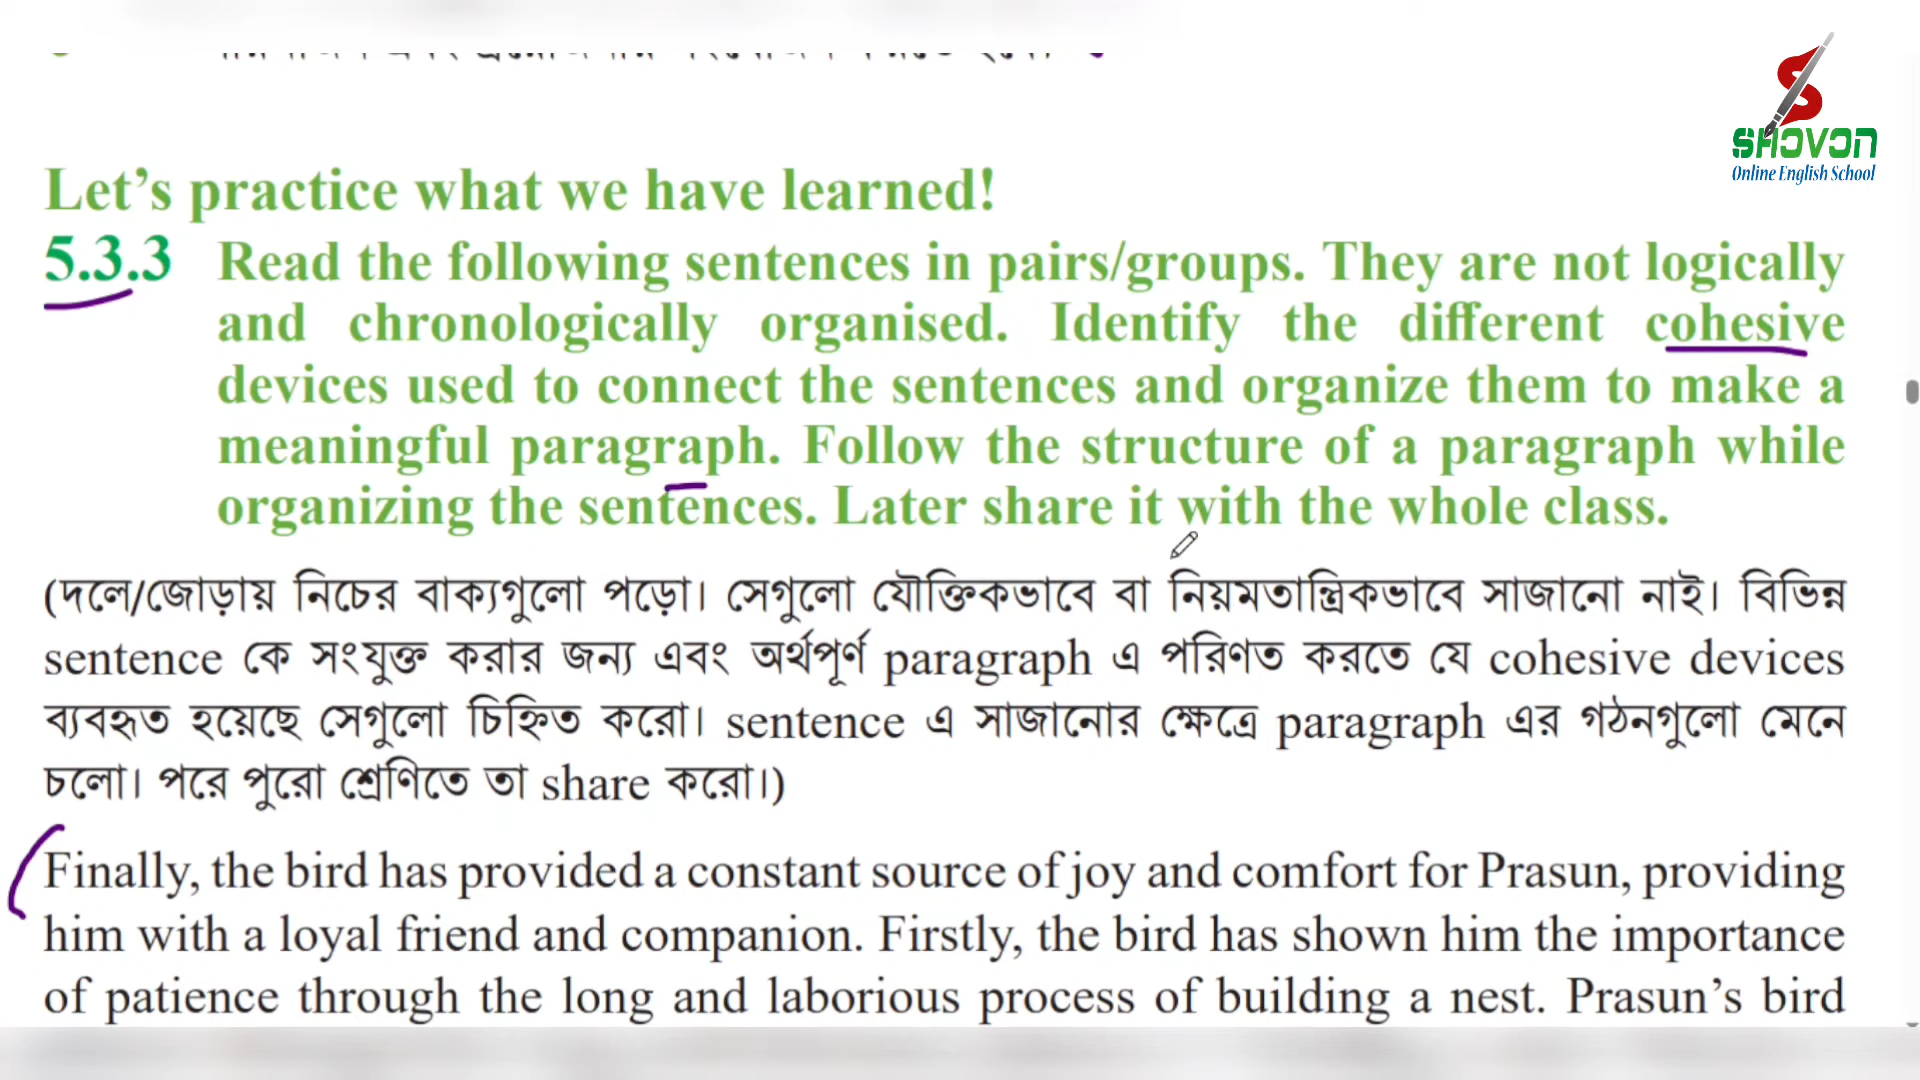 SHOVON
Online English School
Let’s practice what we have learned!
5.3.3 Read the following sentences in pairs/groups. They are not logically
and chronologically organised. Identify the different cohesive
devices used to connect the sentences and organize them to make a
meaningful paragraph. Follow the structure of a paragraph while
organizing the sentences. Later share it with the whole class.
(দলে/জোড়ায় নিচের বাক্যগুলো পড়ো। সেগুলো যৌক্তিকভাবে বা নিয়মতান্ত্রিকভাবে সাজানো নাই। বিভিন্ন
sentence কে সংযুক্ত করার জন্য এবং অর্থপূর্ণ paragraph এ পরিণত করতে যে cohesive devices
ব্যবহৃত হয়েছে সেগুলো চিহ্নিত করো। sentence এ সাজানোর ক্ষেত্রে paragraph এর গঠনগুলো মেনে
চলো। পরে পুরো শ্রেণিতে তা share করো।)
Finally, the bird has provided a constant source of joy and comfort for Prasun, providing
him with a loyal friend and companion. Firstly, the bird has shown him the importance
of patience through the long and laborious process of building a nest. Prasun’s bird